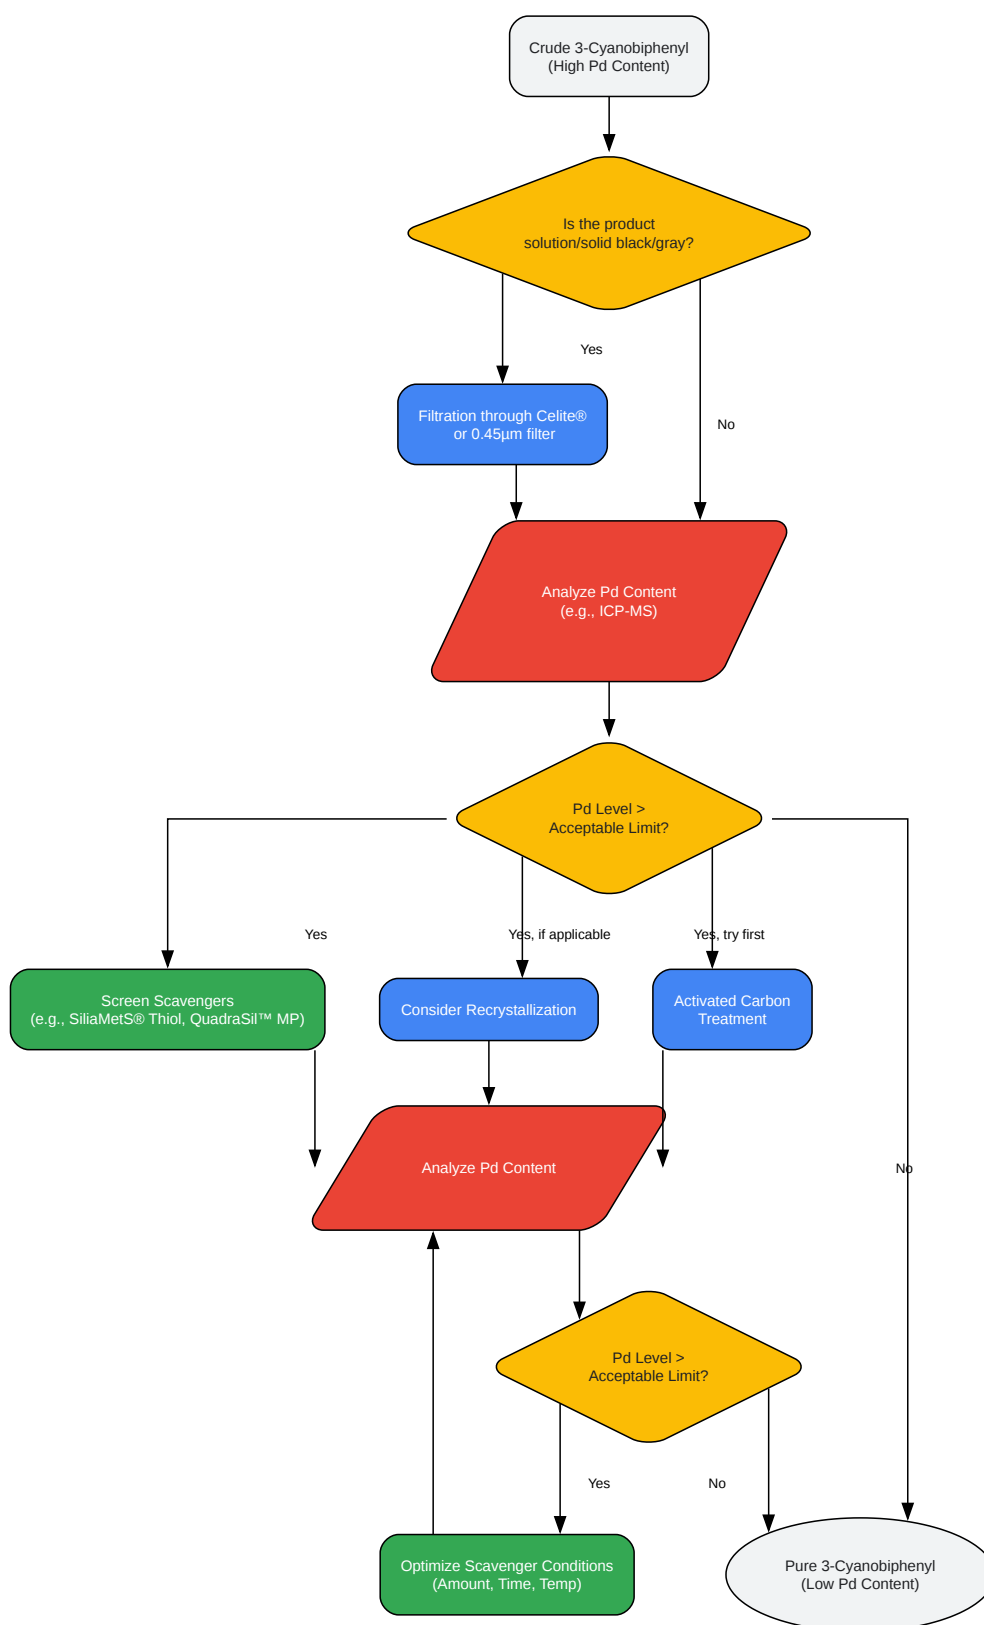 Crude 3-Cyanobiphenyl
(High Pd Content)
Is the product
solution/solid black/gray?
Yes
Filtration through Celite®
or 0.45µm filter
No
Analyze Pd Content
(e.g., ICP-MS)
Pd Level >
Acceptable Limit?
Yes
Yes, if applicable
Yes, try first
Screen Scavengers
(e.g., SiliaMetS® Thiol, QuadraSil™ MP)
Consider Recrystallization
Activated Carbon
Treatment
Analyze Pd Content
No
Pd Level >
Acceptable Limit?
Yes
No
Optimize Scavenger Conditions
(Amount, Time, Temp)
Pure 3-Cyanobiphenyl
(Low Pd Content)